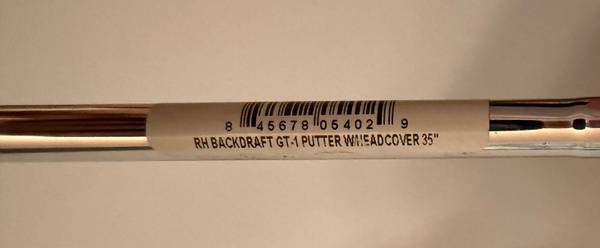 8 45678 05402 9
RH BACKDRAFT GT-1 PUTTER W/HEADCOVER 35"